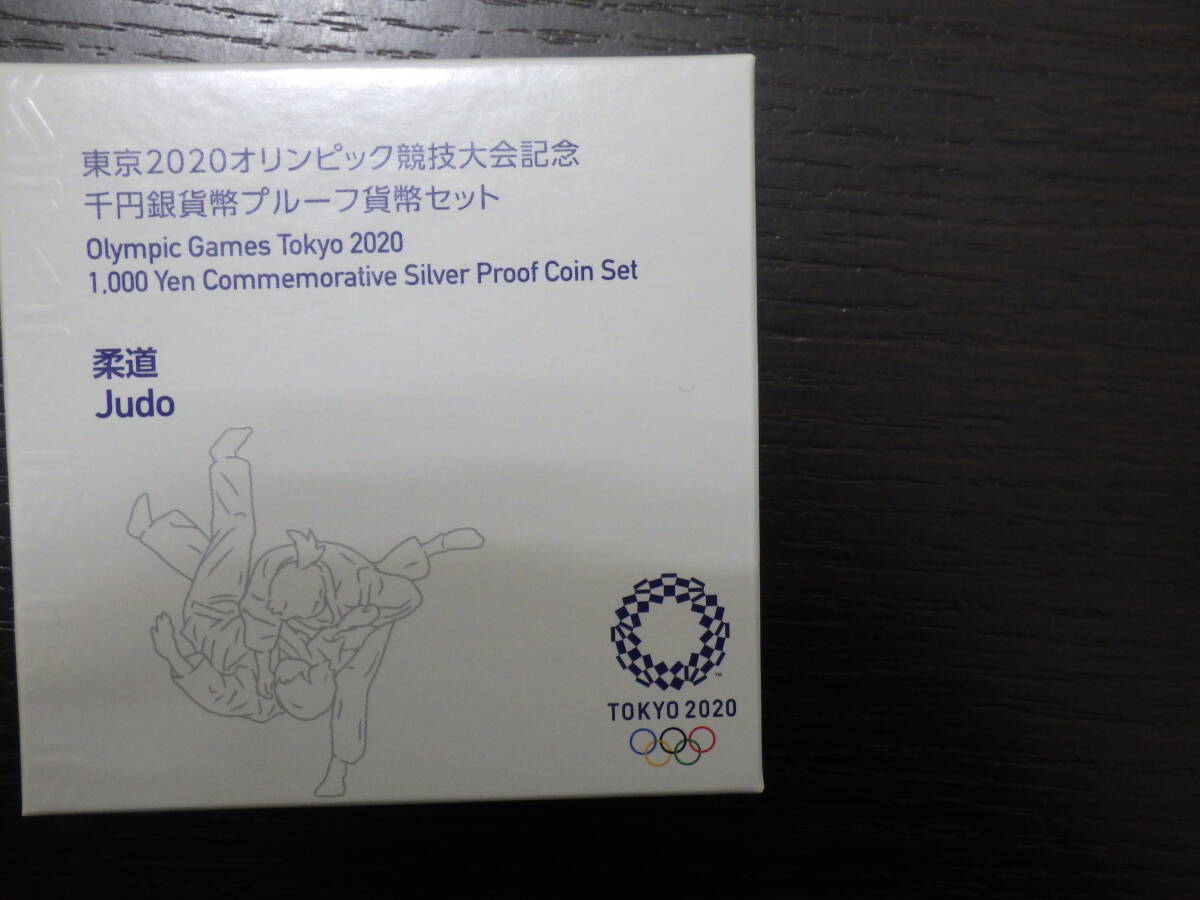 東京2020オリンピック競技大会記念
千円銀貨幣プルーフ貨幣セット
Olympic Games Tokyo 2020
1,000 Yen Commemorative Silver Proof Coin Set
柔道
Judo
TM
TOKYO 2020